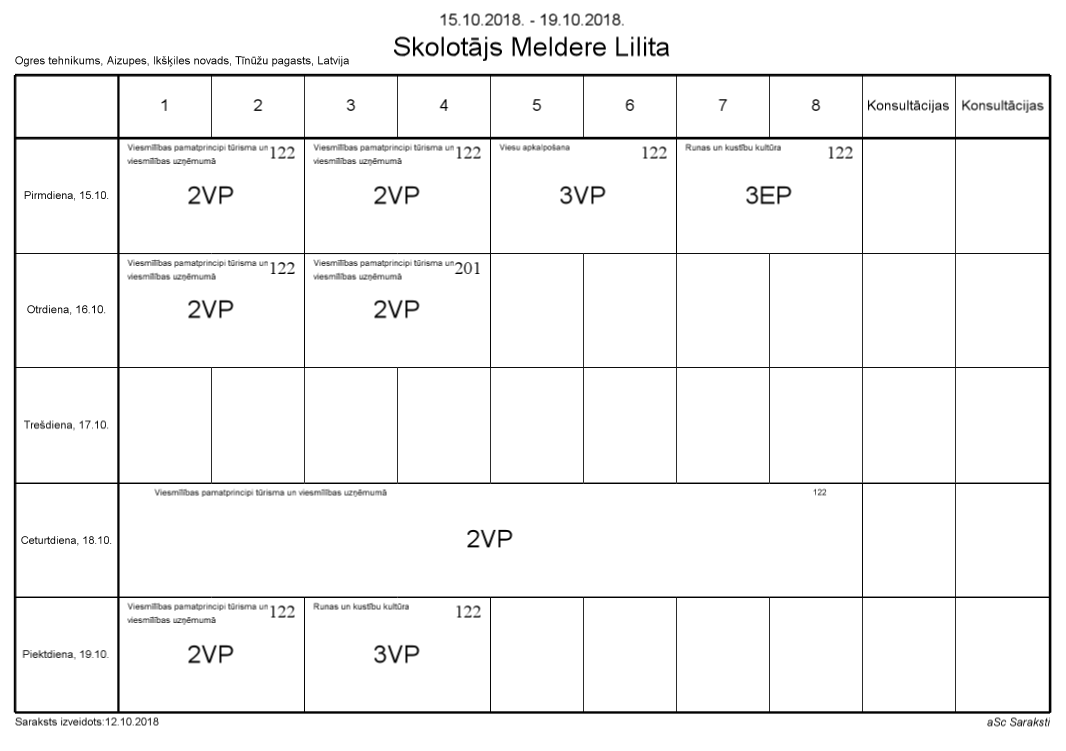 15.10.2018. - 19.10.2018.
Skolotājs Meldere Lilita
Ogres tehnikums, Aizupes, Ikšķiles novads, Tīnūžu pagasts, Latvija
1 2 3 4 5 6 7 8 Konsultācijas Konsultācijas
Pirmdiena, 15.10.
Viesmīlības pamatprincipi tūrisma un
viesmīlības uzņēmumā
122
2VP
Viesmīlības pamatprincipi tūrisma un
viesmīlības uzņēmumā
122
2VP
Viesu apkalpošana
122
3VP
Runas un kustību kultūra
122
3EP
Otrdiena, 16.10.
Viesmīlības pamatprincipi tūrisma un
viesmīlības uzņēmumā
122
2VP
Viesmīlības pamatprincipi tūrisma un
viesmīlības uzņēmumā
201
2VP
Trešdiena, 17.10.
Ceturtdiena, 18.10.
Viesmīlības pamatprincipi tūrisma un viesmīlības uzņēmumā
122
2VP
Piektdiena, 19.10.
Viesmīlības pamatprincipi tūrisma un
viesmīlības uzņēmumā
122
2VP
Runas un kustību kultūra
122
3VP
Saraksts izveidots:12.10.2018
aSc Saraksti